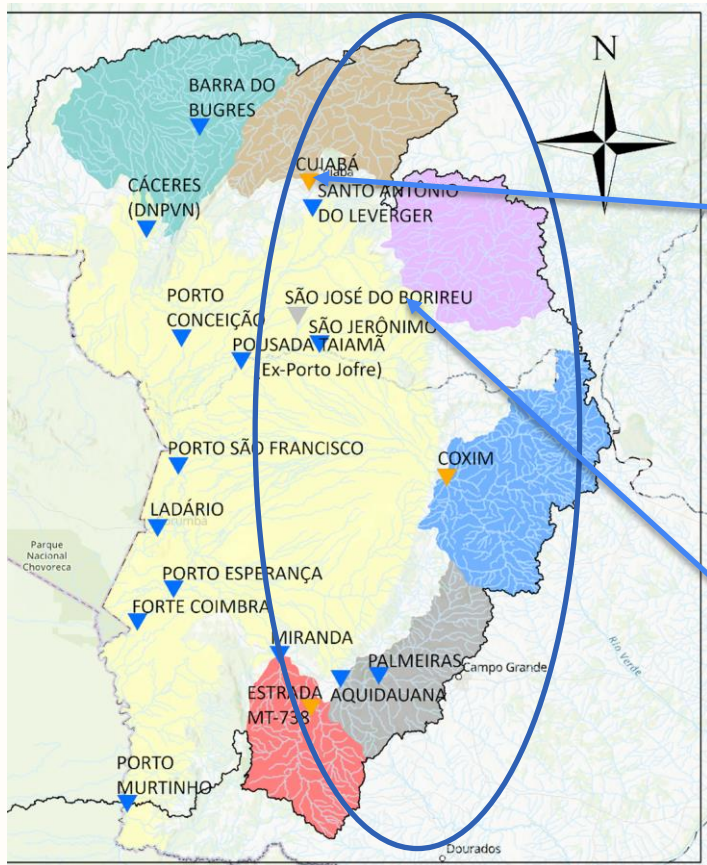 N
BARRA DO
BUGRES
CUIABÁ
CÁCERES
(DNPVN)
SANTO ANTÔNIO
DO LEVERGER
PORTO
CONCEIÇÃO
SÃO JOSÉ DO BORIREU
SÃO JERÔNIMO
POUSADA TAIAMÃ
(Ex-Porto Jofre)
PORTO SÃO FRANCISCO
COXIM
LADÁRIO
Parque
Nacional
Chovoreca
PORTO ESPERANÇA
FORTE COIMBRA
MIRANDA
PALMEIRAS
Campo Grande
Rio Verde
ESTRADA
MT-738
AQUIDAUANA
PORTO
MURTINHO
Dourados